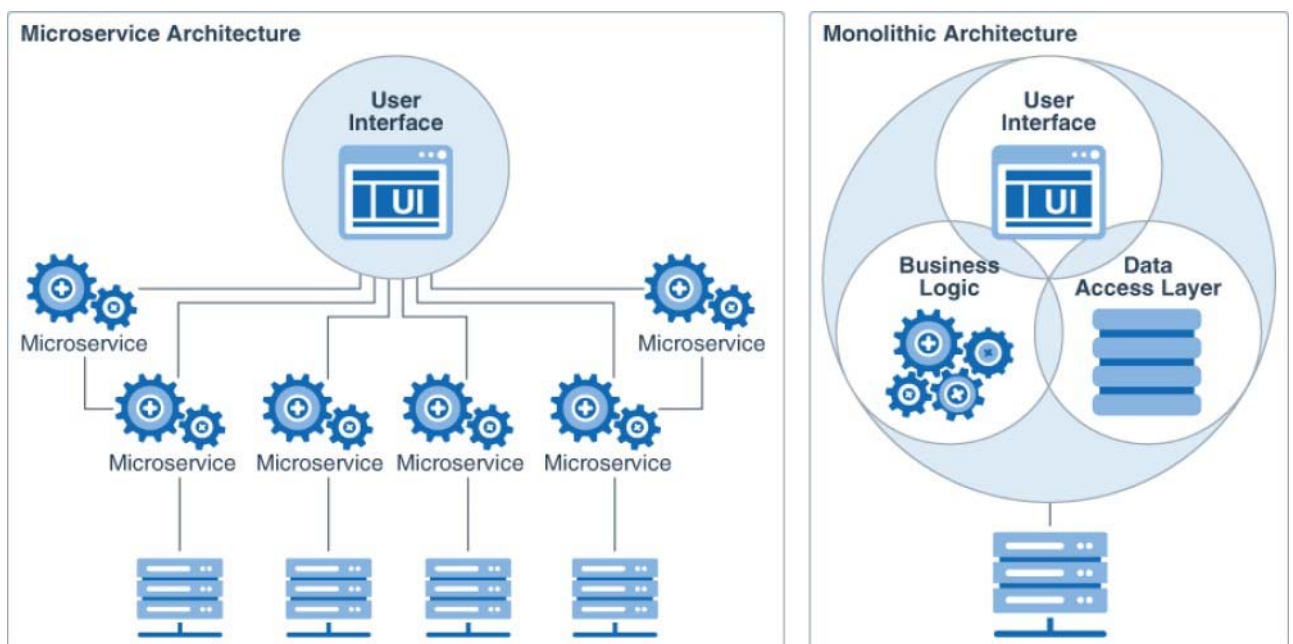 Microservice Architecture
User
Interface
UI
Microservice
Microservice
Microservice
Microservice
Microservice
Microservice
Monolithic Architecture
User
Interface
UI
Business
Logic
Data
Access Layer